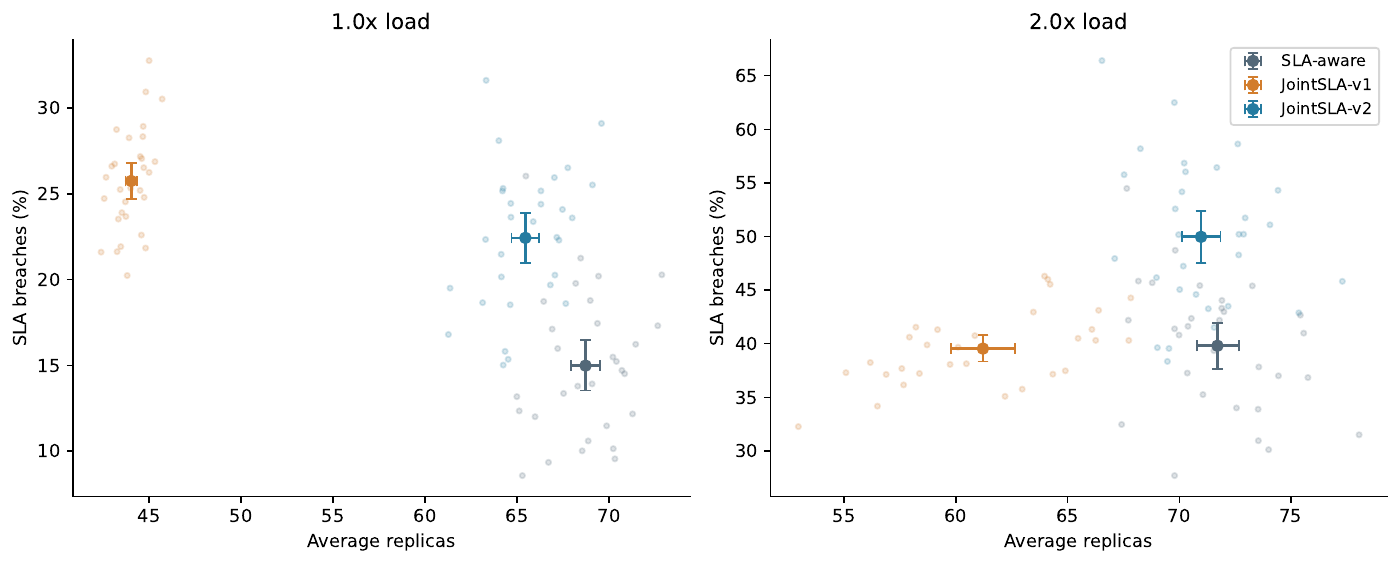 1.0x load
SLA breaches (%)
30
25
20
15
10
45 50 55 60 65 70
Average replicas
2.0x load
SLA breaches (%)
65
60
55
50
45
40
35
30
55 60 65 70 75
Average replicas
SLA-aware
JointSLA-v1
JointSLA-v2